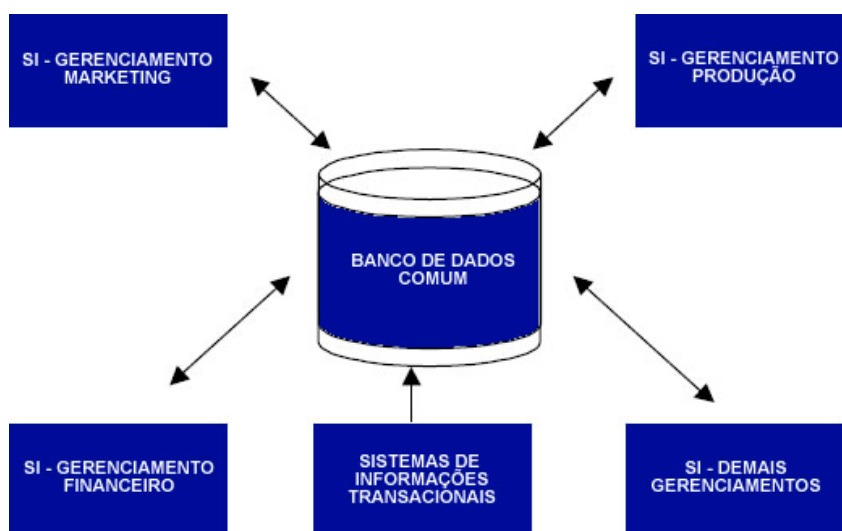 SI - GERENCIAMENTO
MARKETING
SI - GERENCIAMENTO
PRODUÇÃO
BANCO DE DADOS
COMUM
SI - GERENCIAMENTO
FINANCEIRO
SISTEMAS DE
INFORMAÇÕES
TRANSACIONAIS
SI - DEMAIS
GERENCIAMENTOS